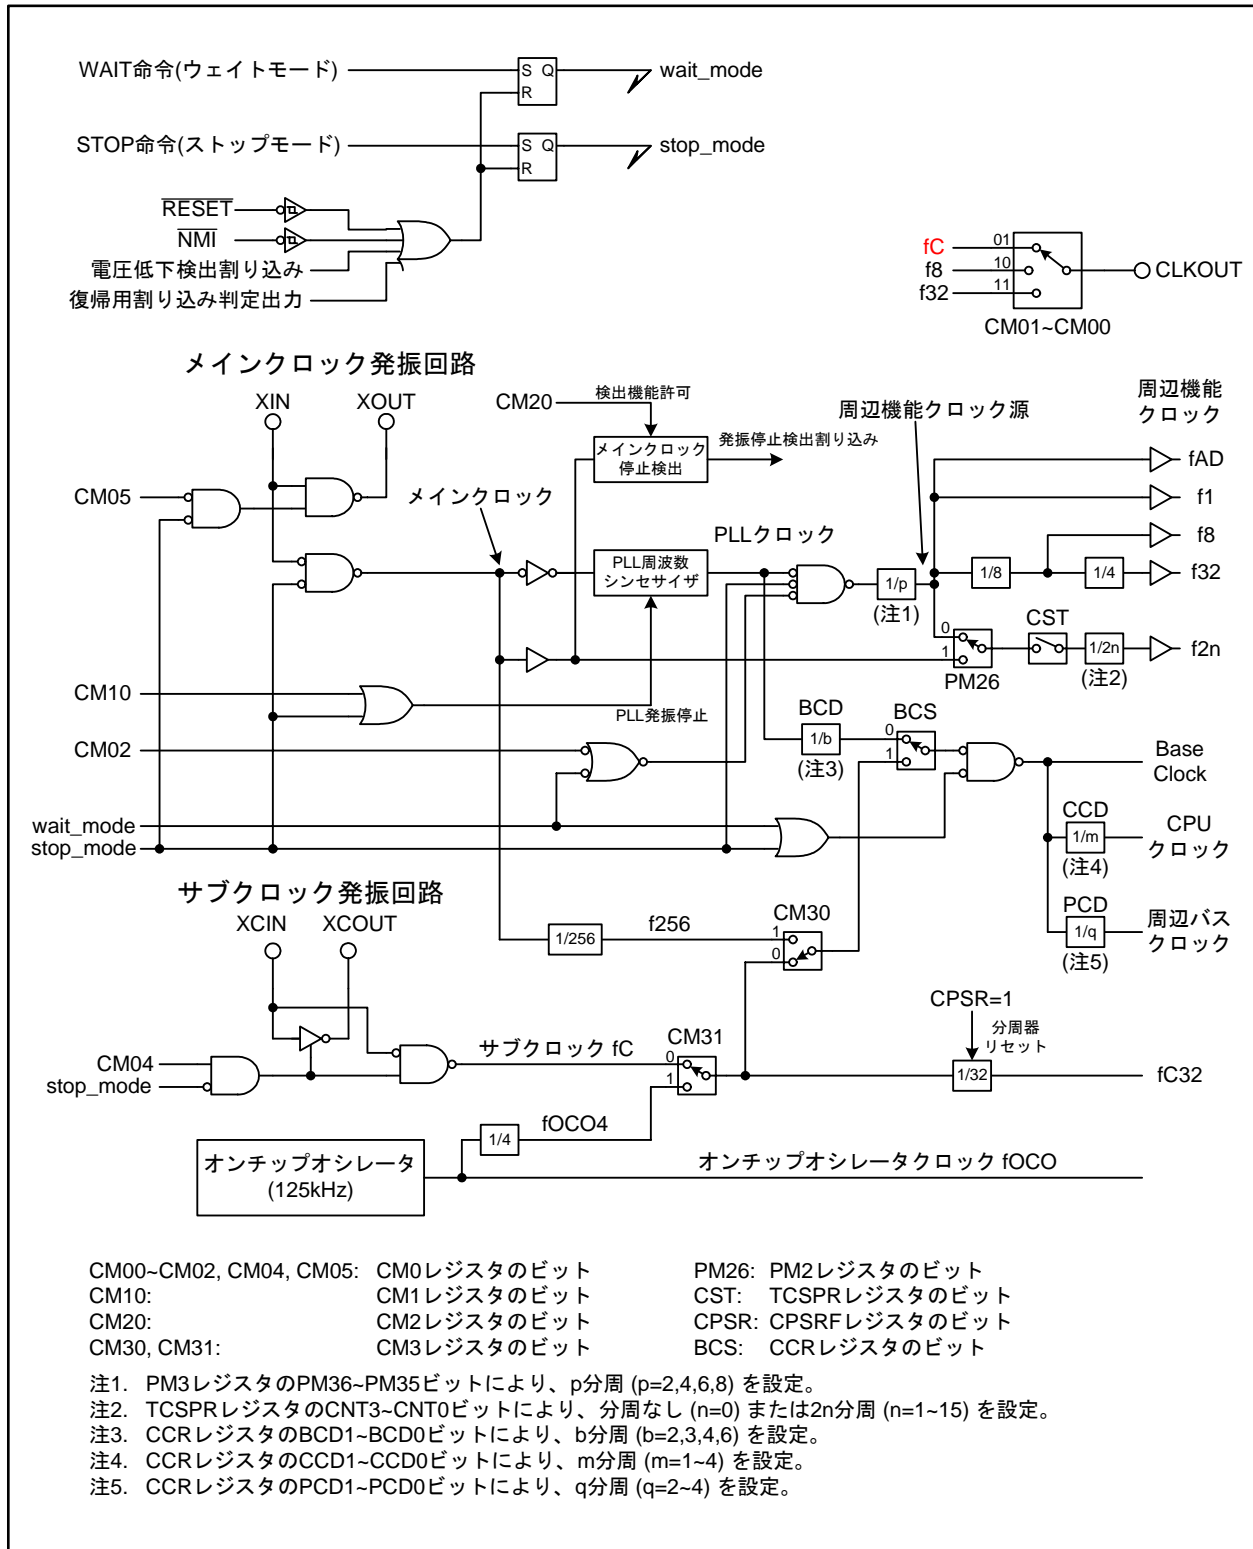 WAIT命令(ウェイトモード)
S Q
R
wait_mode
STOP命令(ストップモード)
S Q
R
stop_mode
RESET
NMI
電圧低下検出割り込み
復帰用割り込み判定出力
fC
01
f8
10
f32
11
CLKOUT
CM01~CM00
メインクロック発振回路
XIN
XOUT
CM20
検出機能許可
メインクロック
停止検出
発振停止検出割り込み
周辺機能クロック源
周辺機能
クロック
fAD
f1
f8
f32
f2n
CM05
メインクロック
PLL周波数
シンセサイザ
PLLクロック
1/p
(注1)
1/8
1/4
0
1
PM26
CST
1/2n
(注2)
CM10
PLL発振停止
CM02
BCD
1/b
(注3)
BCS
0
1
Base
Clock
wait_mode
stop_mode
CCD
1/m
(注4)
CPU
クロック
PCD
1/q
(注5)
周辺バス
クロック
サブクロック発振回路
XCIN
XCOUT
1/256
f256
CM30
1
0
CPSR=1
分周器
リセット
CM04
stop_mode
サブクロック fC
CM31
0
1
1/32
fC32
1/4
fOCO4
オンチップオシレータ
(125kHz)
オンチップオシレータクロック fOCO
CM00~CM02, CM04, CM05: CM0レジスタのビット
CM10: CM1レジスタのビット
CM20: CM2レジスタのビット
CM30, CM31: CM3レジスタのビット
PM26: PM2レジスタのビット
CST: TCSPRレジスタのビット
CPSR: CPSRFレジスタのビット
BCS: CCRレジスタのビット
注1. PM3レジスタのPM36~PM35ビットにより、p分周 (p=2,4,6,8) を設定。
注2. TCSPRレジスタのCNT3~CNT0ビットにより、分周なし (n=0) または2n分周 (n=1~15) を設定。
注3. CCRレジスタのBCD1~BCD0ビットにより、b分周 (b=2,3,4,6) を設定。
注4. CCRレジスタのCCD1~CCD0ビットにより、m分周 (m=1~4) を設定。
注5. CCRレジスタのPCD1~PCD0ビットにより、q分周 (q=2~4) を設定。